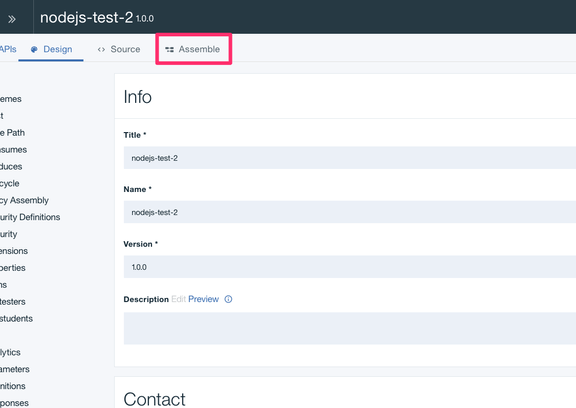 nodejs-test-2 1.0.0
APIs Design Source Assemble
emes
t
e Path
sumes
duces
cycle
cy Assembly
urity Definitions
urity
ensions
perties
hs
/testers
/students
lytics
ameters
nitions
ponses
Info
Title *
nodejs-test-2
Name *
nodejs-test-2
Version *
1.0.0
Description Edit Preview
Contact